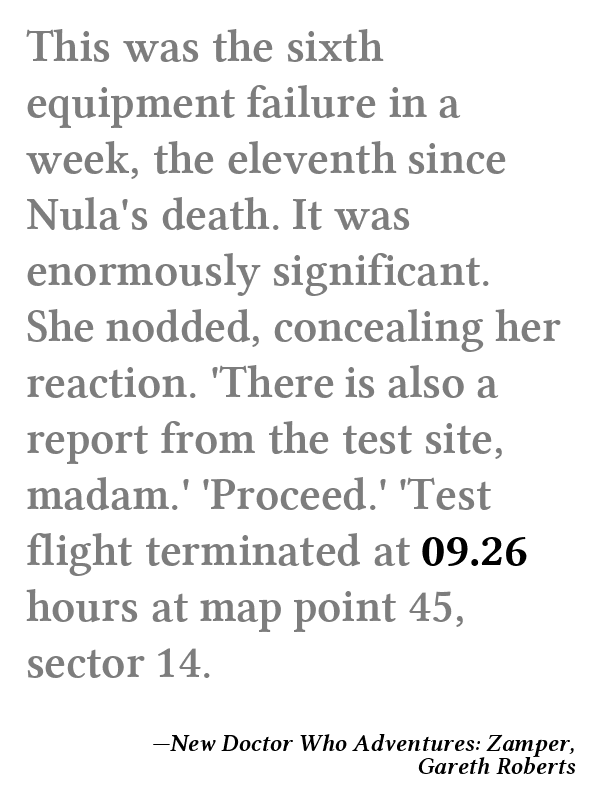 This was the sixth
equipment failure in a
week, the eleventh since
Nula's death. It was
enormously significant.
She nodded, concealing her
reaction. 'There is also a
report from the test site,
madam.' 'Proceed.' 'Test
flight terminated at 09.26
hours at map point 45,
sector 14.
—New Doctor Who Adventures: Zamper,
Gareth Roberts